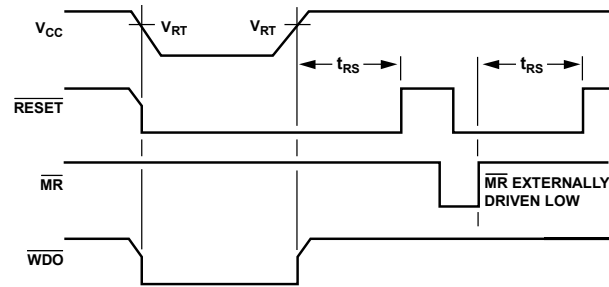 VCC
VRT
VRT
tRS
tRS
RESET
MR
MR EXTERNALLY
DRIVEN LOW
WDO